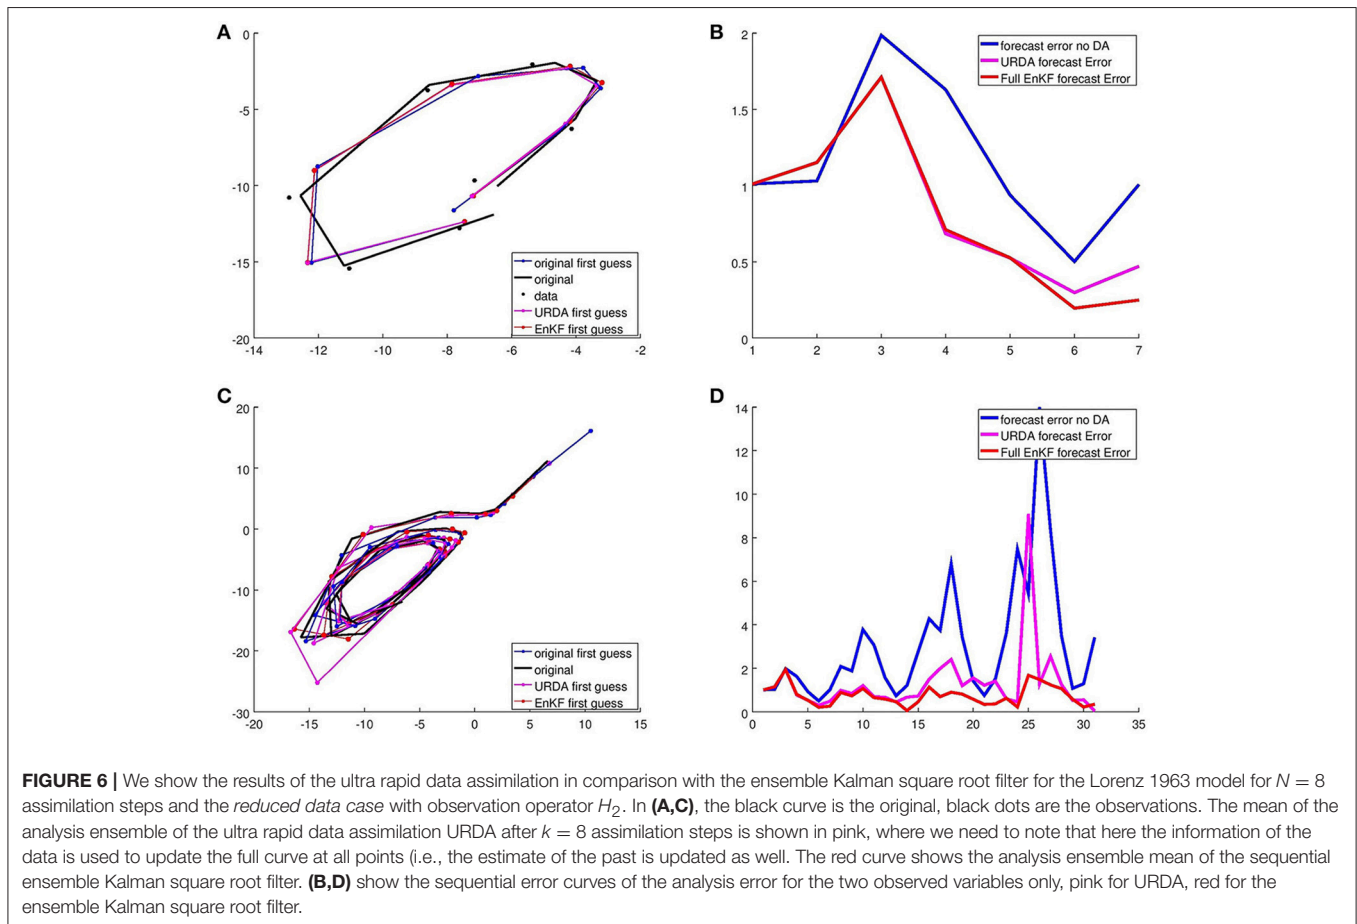 A
0
-5
-10
-15
-20
-14 -12 -10 -8 -6 -4 -2
original first guess
original
data
URDA first guess
EnKF first guess
B
2
1.5
1
0.5
0
1 2 3 4 5 6 7
forecast error no DA
URDA forecast Error
Full EnKF forecast Error
C
20
10
0
-10
-20
-30
-20 -15 -10 -5 0 5 10 15
original first guess
original
URDA first guess
EnKF first guess
D
14
12
10
8
6
4
2
0
0 5 10 15 20 25 30 35
forecast error no DA
URDA forecast Error
Full EnKF forecast Error
FIGURE 6 | We show the results of the ultra rapid data assimilation in comparison with the ensemble Kalman square root filter for the Lorenz 1963 model for N = 8
assimilation steps and the reduced data case with observation operator H₂. In (A,C), the black curve is the original, black dots are the observations. The mean of the
analysis ensemble of the ultra rapid data assimilation URDA after k = 8 assimilation steps is shown in pink, where we need to note that here the information of the
data is used to update the full curve at all points (i.e., the estimate of the past is updated as well. The red curve shows the analysis ensemble mean of the sequential
ensemble Kalman square root filter. (B,D) show the sequential error curves of the analysis error for the two observed variables only, pink for URDA, red for the
ensemble Kalman square root filter.